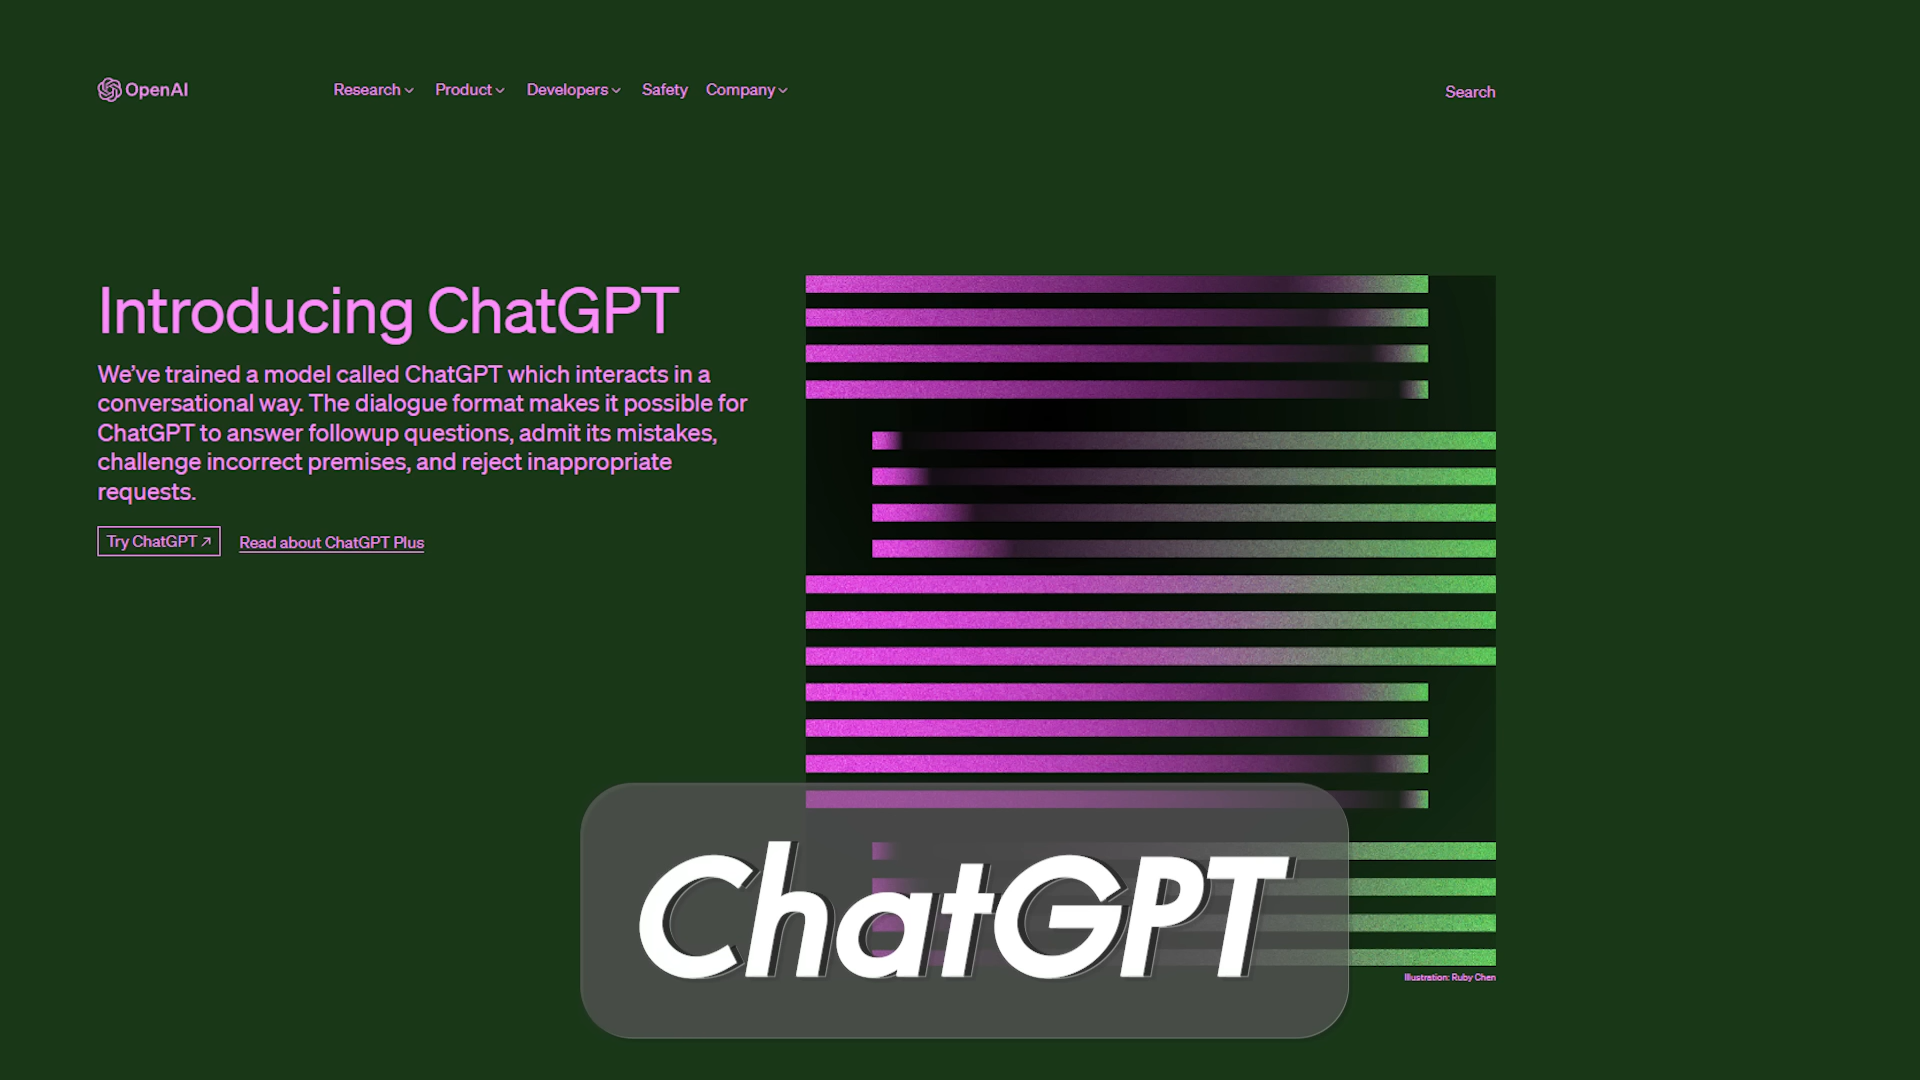 OpenAI
Research Product Developers Safety Company
Search
Introducing ChatGPT
We’ve trained a model called ChatGPT which interacts in a
conversational way. The dialogue format makes it possible for
ChatGPT to answer followup questions, admit its mistakes,
challenge incorrect premises, and reject inappropriate
requests.
Try ChatGPT ↗ Read about ChatGPT Plus
ChatGPT
Illustration: Ruby Chen